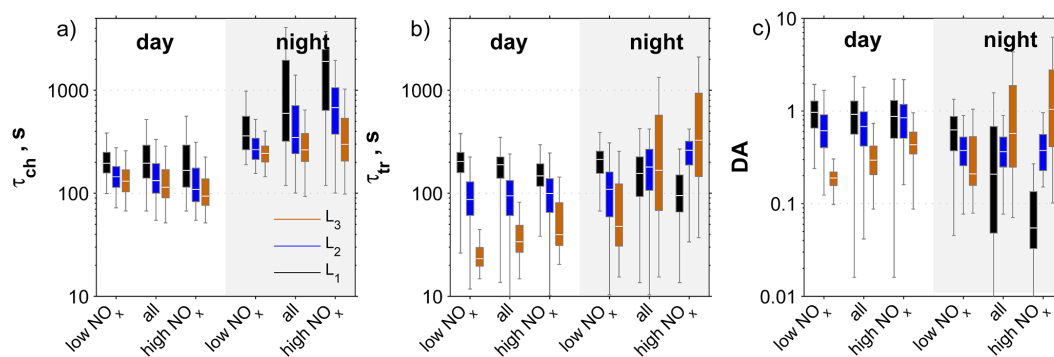 a) day night
1000
100
10
τch , s
L3
L2
L1
low NOx all high NOx low NOx all high NOx
b) day night
1000
100
10
τtr , s
low NOx all high NOx low NOx all high NOx
c) day night
10
1
0.1
0.01
DA
low NOx all high NOx low NOx all high NOx